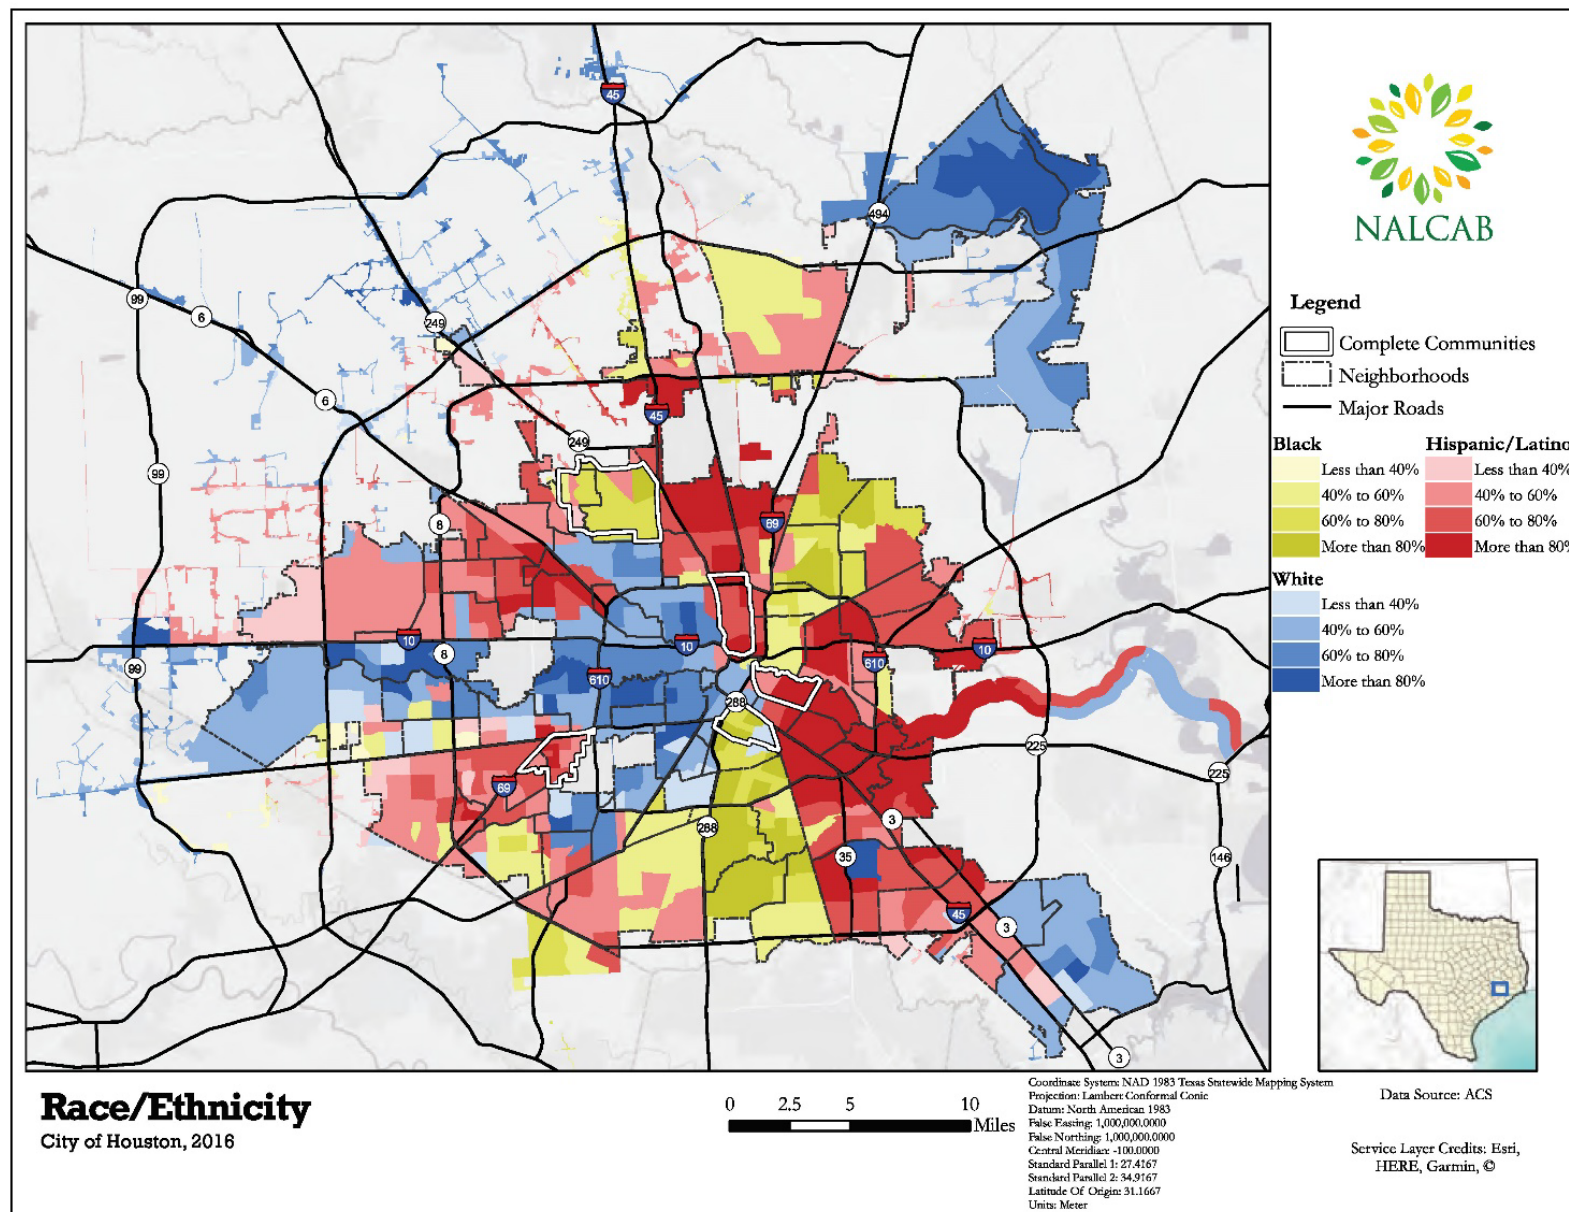 45
494
99
6
249
6
45
249
99
6
69
10
8
10
610
10
99
610
288
225
225
69
288
3
35
146
45
3
3
NALCAB
Legend
Complete Communities
Neighborhoods
Major Roads
Black
Less than 40%
40% to 60%
60% to 80%
More than 80%
Hispanic/Latino
Less than 40%
40% to 60%
60% to 80%
More than 80%
White
Less than 40%
40% to 60%
60% to 80%
More than 80%
Race/Ethnicity
City of Houston, 2016
0 2.5 5 10
Miles
Coordinate System: NAD 1983 Texas Statewide Mapping System
Projection: Lambert Conformal Conic
Datum: North American 1983
False Easting: 1,000,000.0000
False Northing: 1,000,000.0000
Central Meridian: -100.0000
Standard Parallel 1: 27.4167
Standard Parallel 2: 34.9167
Latitude Of Origin: 31.1667
Units: Meter
Data Source: ACS
Service Layer Credits: Esri,
HERE, Garmin, ©